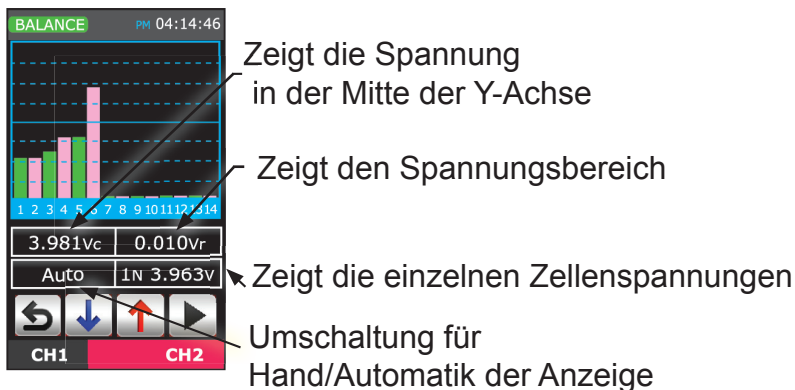 BALANCE PM 04:14:46
Zeigt die Spannung
in der Mitte der Y-Achse
Zeigt den Spannungsbereich
1 2 3 4 5 6 7 8 9 10 11 12 13 14
3.981Vc 0.010Vr
Auto 1N 3.963V
Zeigt die einzelnen Zellenspannungen
Umschaltung für
Hand/Automatik der Anzeige
CH1 CH2